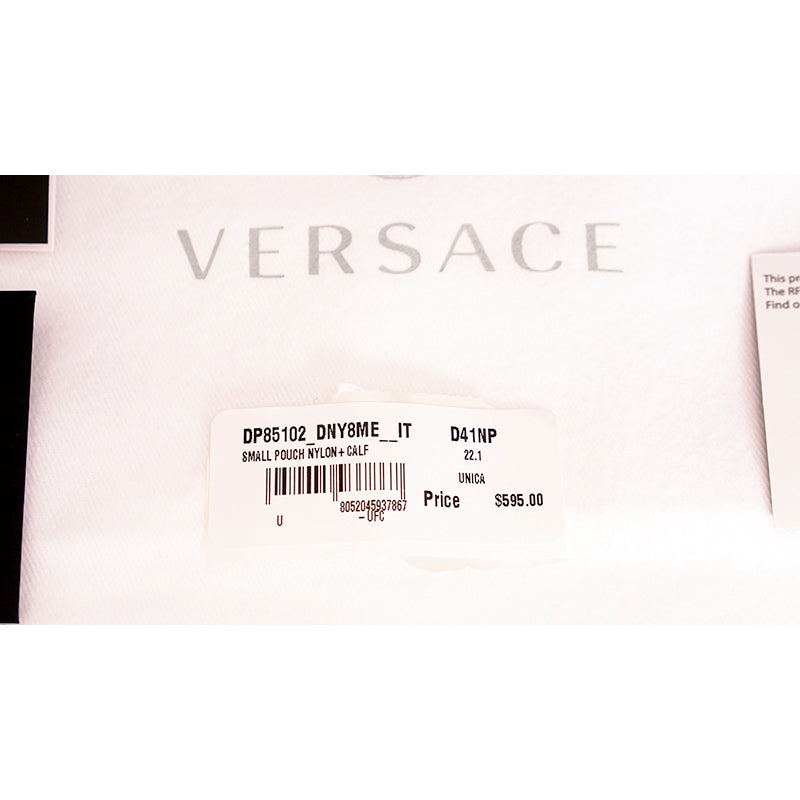 VERSACE
This pr
The RF
Find o
DP85102_DNY8ME__IT D41NP
SMALL POUCH NYLON+CALF 22.1
UNICA
8052045937867 Price $595.00
U - UFC